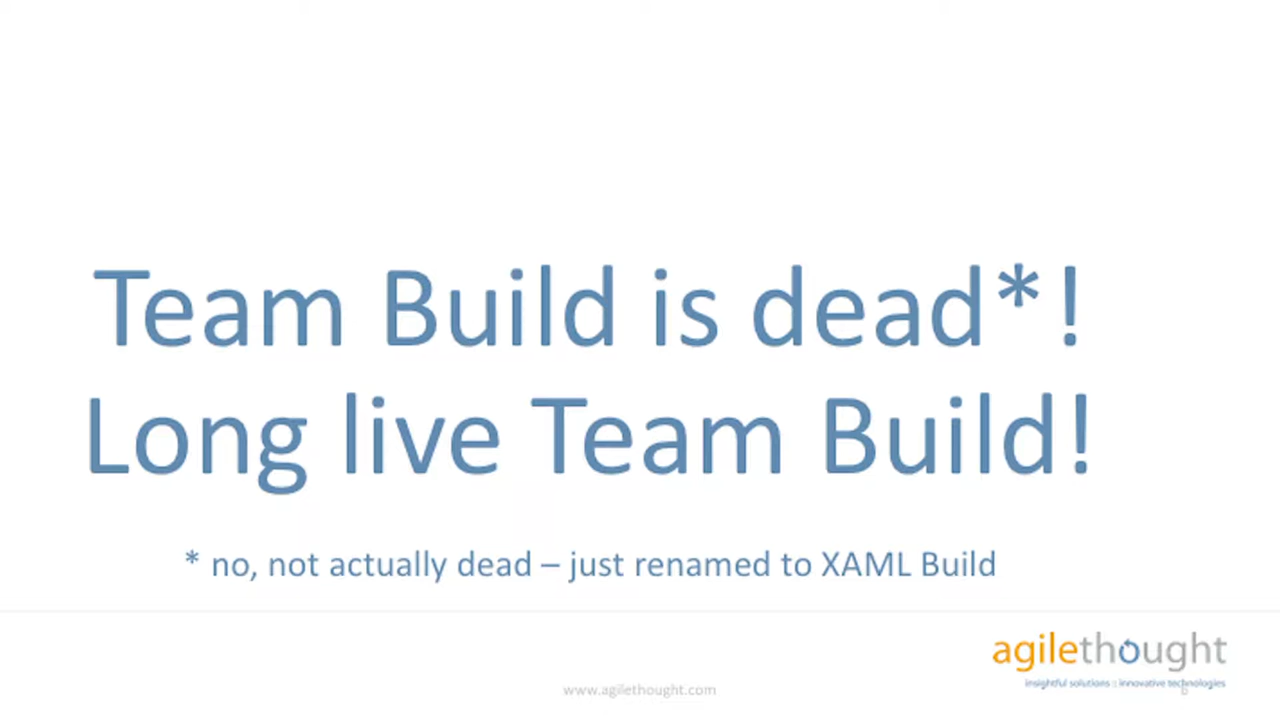 Team Build is dead*!
Long live Team Build!
* no, not actually dead – just renamed to XAML Build
agilethought
insightful solutions :: innovative technologies
www.agilethought.com
6